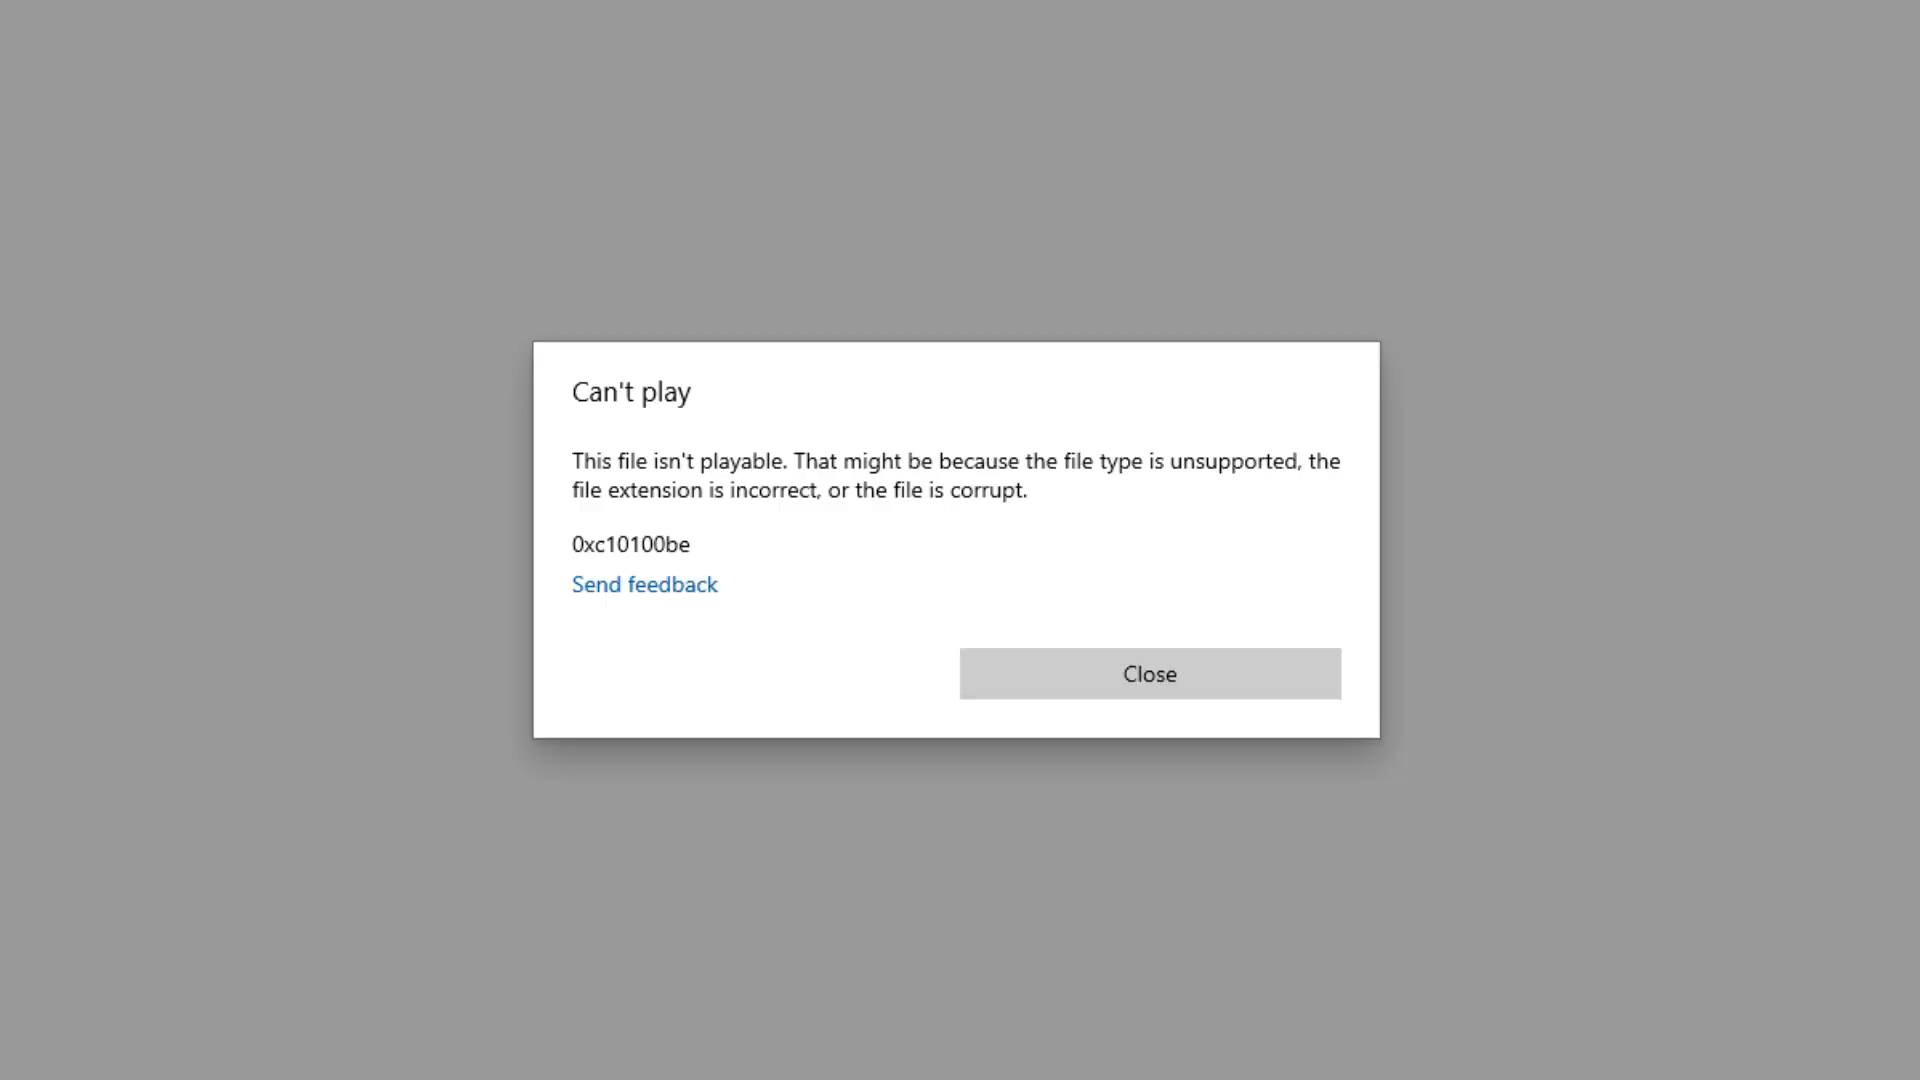 Can't play
This file isn't playable. That might be because the file type is unsupported, the
file extension is incorrect, or the file is corrupt.
0xc10100be
Send feedback
Close